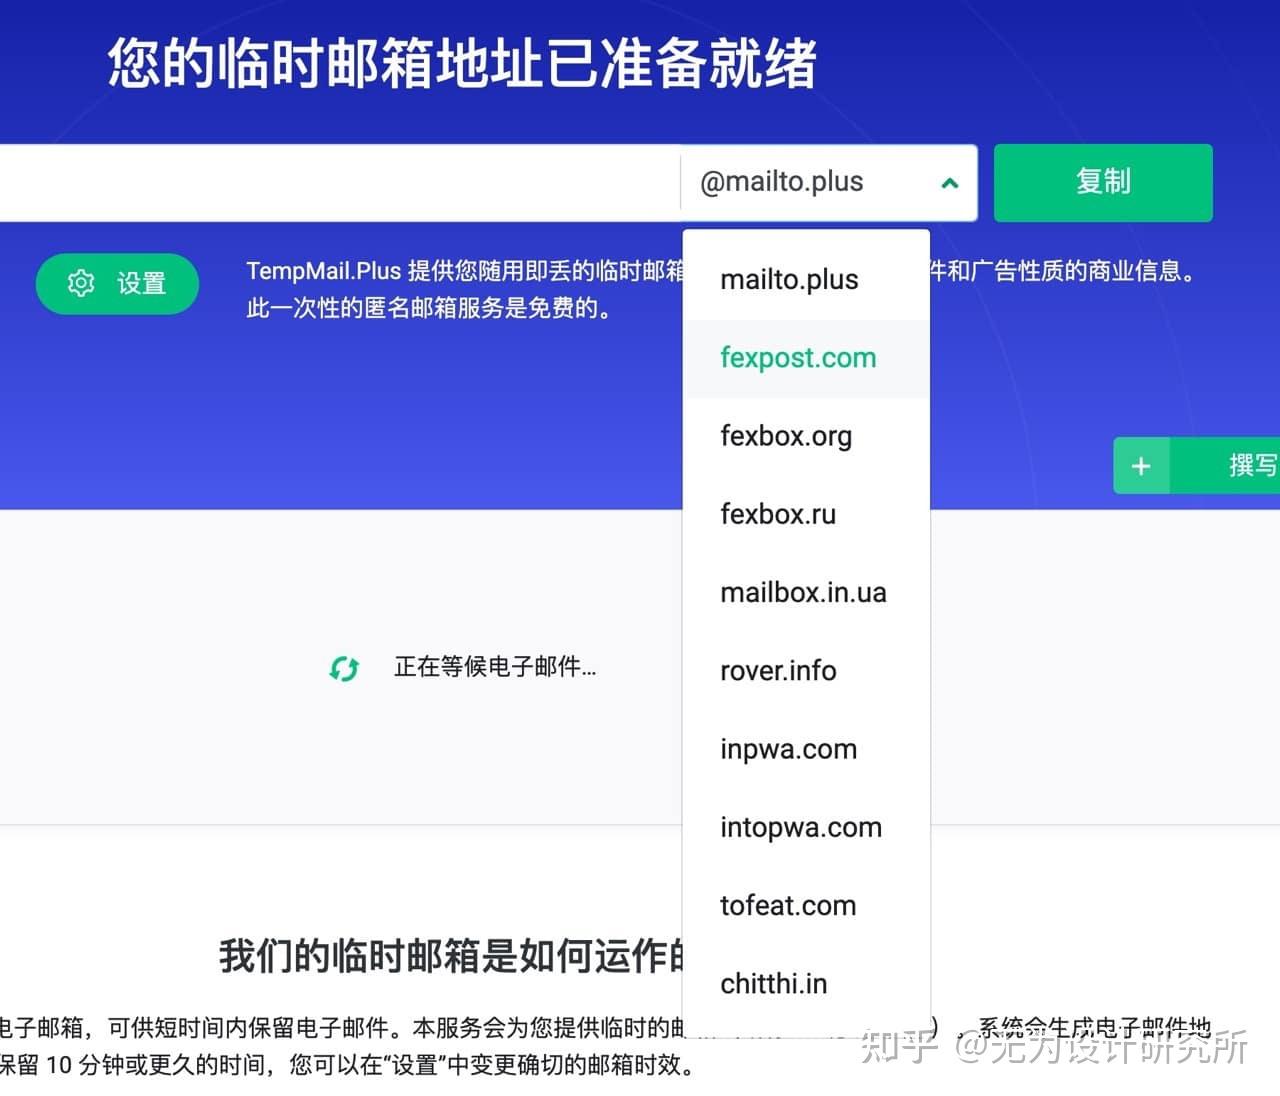 您的临时邮箱地址已准备就绪
@mailto.plus
复制
设置
TempMail.Plus 提供您随用即丢的临时邮箱
件和广告性质的商业信息。
此一次性的匿名邮箱服务是免费的。
mailto.plus
fexpost.com
fexbox.org
fexbox.ru
mailbox.in.ua
rover.info
inpwa.com
intopwa.com
tofeat.com
chitthi.in
+ 撰写
正在等候电子邮件...
我们的临时邮箱是如何运作的
电子邮箱，可供短时间内保留电子邮件。本服务会为您提供临时的邮
）。系统会生成电子邮件地
保留 10 分钟或更久的时间，您可以在“设置”中变更确切的邮箱时效。
知乎 @无为设计研究所